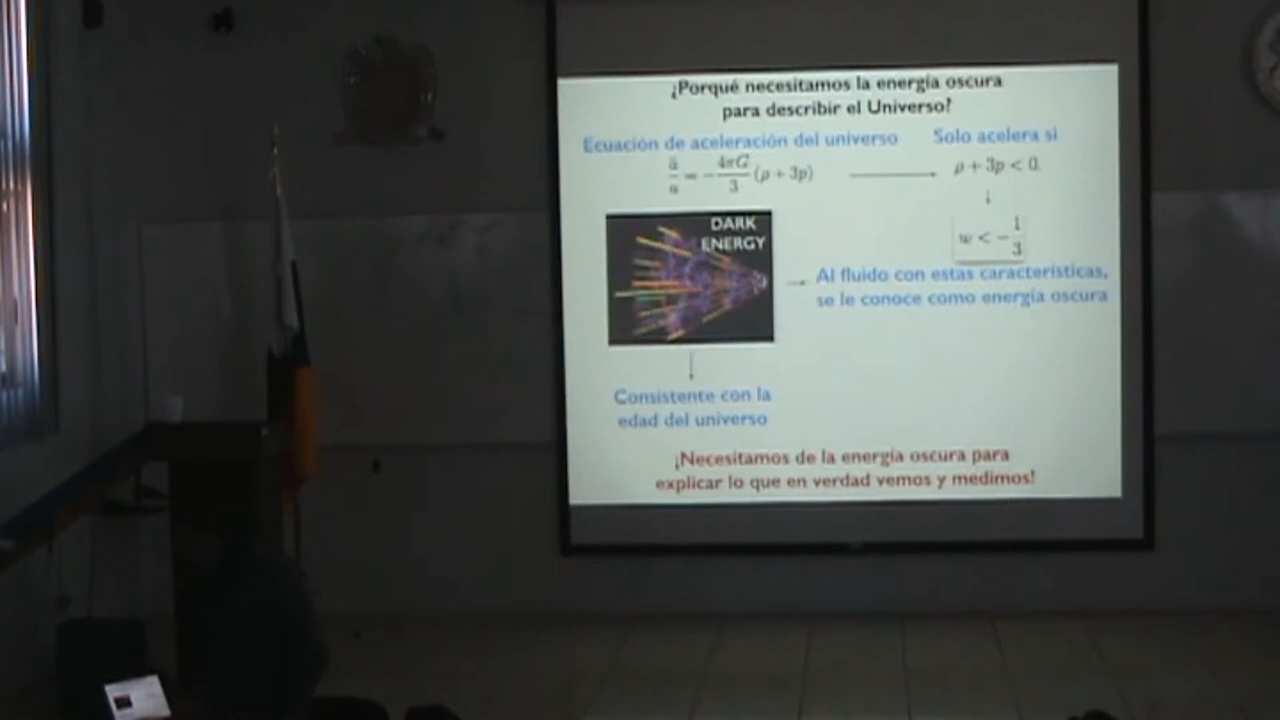 ¿Porqué necesitamos la energía oscura
para describir el Universo?
Ecuación de aceleración del universo
Solo acelera si
ä/a = -4πG/3 (ρ + 3p)
ρ + 3p < 0.
w < -1/3
DARK
ENERGY
Al fluido con estas características,
se le conoce como energía oscura
Consistente con la
edad del universo
¡Necesitamos de la energía oscura para
explicar lo que en verdad vemos y medimos!